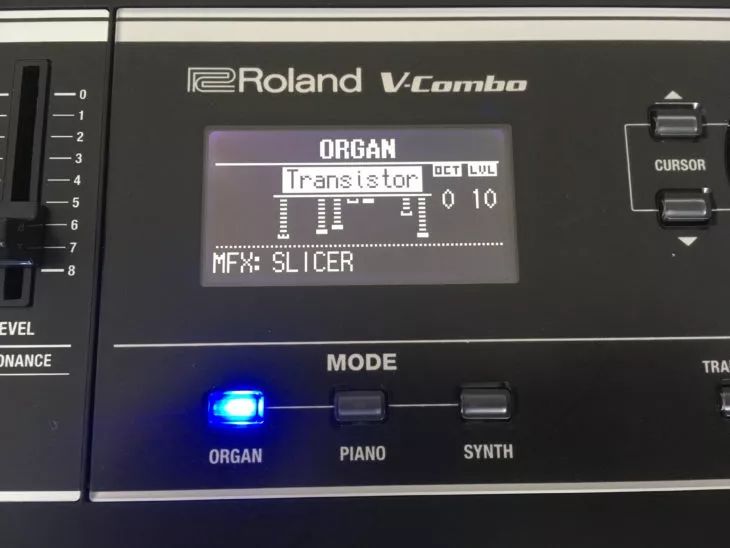 Roland V-Combo
ORGAN
Transistor OCT LVL
0 10
MFX: SLICER
CURSOR
0
1
2
3
4
5
6
7
8
EVEL
ONANCE
MODE
ORGAN PIANO SYNTH
TRA